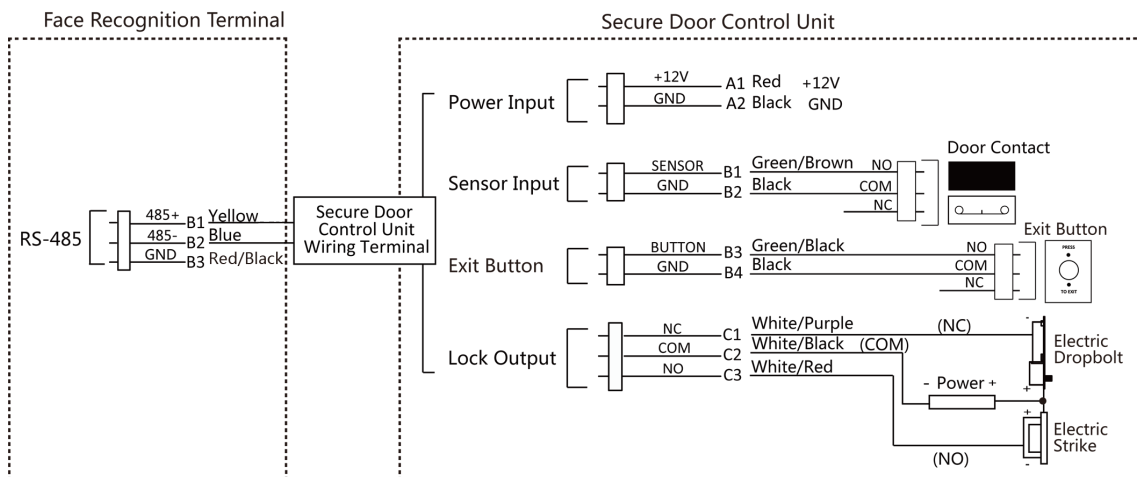 Face Recognition Terminal
Secure Door Control Unit
RS-485
485+ B1 Yellow
485- B2 Blue
GND B3 Red/Black
Secure Door
Control Unit
Wiring Terminal
Power Input
+12V A1 Red +12V
GND A2 Black GND
Sensor Input
SENSOR B1 Green/Brown NO
GND B2 Black COM
NC
Door Contact
Exit Button
BUTTON B3 Green/Black NO
GND B4 Black COM
NC
Exit Button
PRESS
TO EXIT
Lock Output
NC C1 White/Purple (NC)
COM C2 White/Black (COM)
NO C3 White/Red
-
Electric
Dropbolt
+
- Power +
+
Electric
Strike
-
(NO)